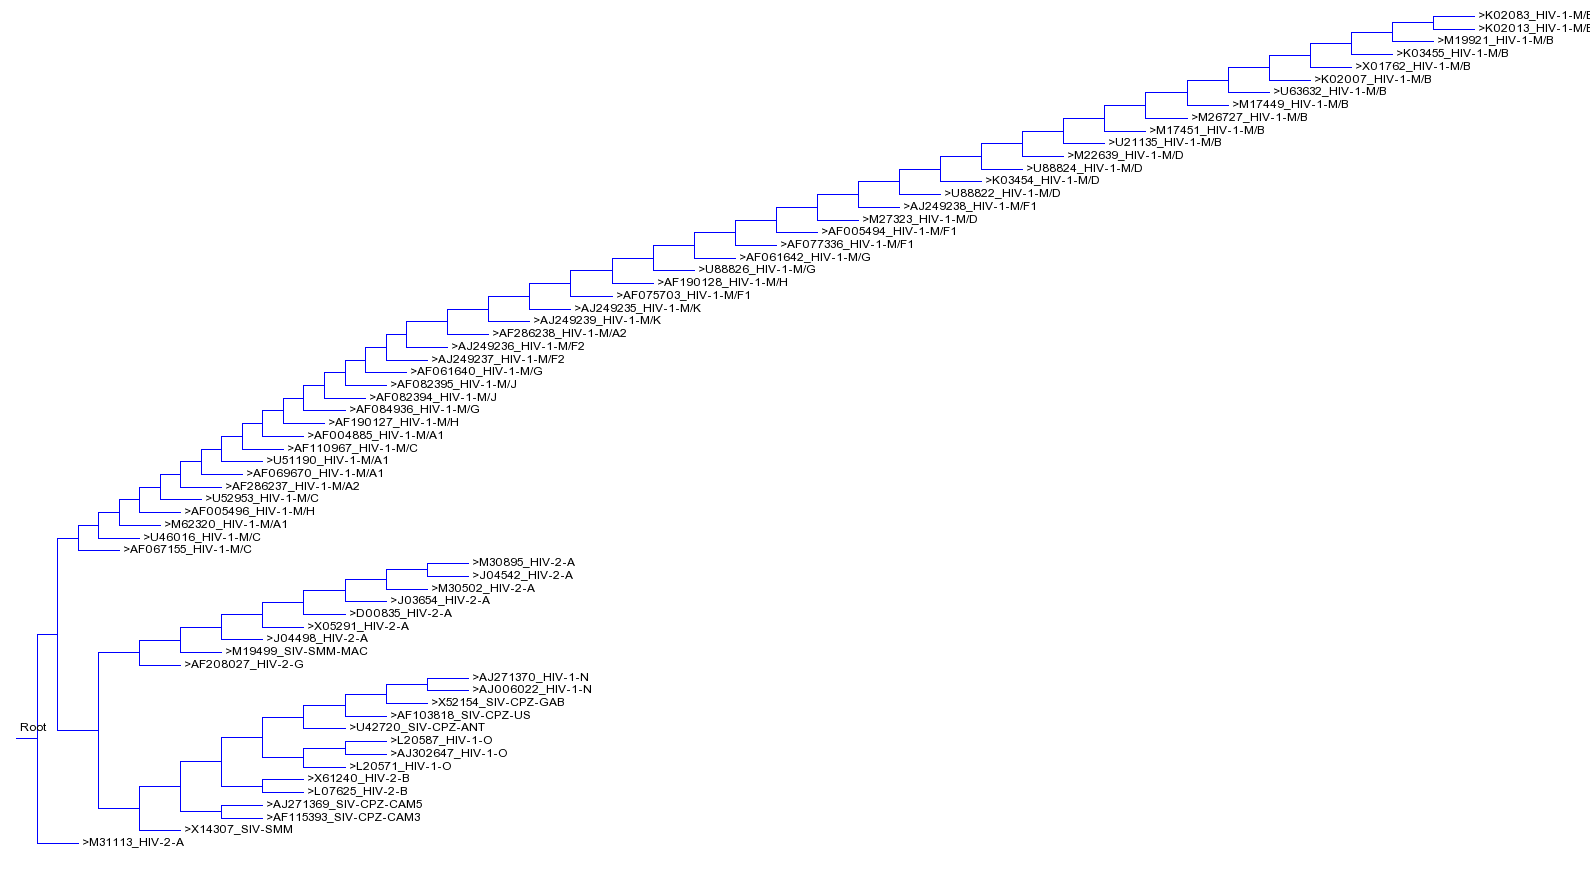 >K02083_HIV-1-M/B
>K02013_HIV-1-M/B
>M19921_HIV-1-M/B
>K03455_HIV-1-M/B
>X01762_HIV-1-M/B
>K02007_HIV-1-M/B
>U63632_HIV-1-M/B
>M17449_HIV-1-M/B
>M26727_HIV-1-M/B
>M17451_HIV-1-M/B
>U21135_HIV-1-M/B
>M22639_HIV-1-M/D
>U88824_HIV-1-M/D
>K03454_HIV-1-M/D
>U88822_HIV-1-M/D
>AJ249238_HIV-1-M/F1
>M27323_HIV-1-M/D
>AF005494_HIV-1-M/F1
>AF077336_HIV-1-M/F1
>AF061642_HIV-1-M/G
>U88826_HIV-1-M/G
>AF190128_HIV-1-M/H
>AF075703_HIV-1-M/F1
>AJ249235_HIV-1-M/K
>AJ249239_HIV-1-M/K
>AF286238_HIV-1-M/A2
>AJ249236_HIV-1-M/F2
>AJ249237_HIV-1-M/F2
>AF061640_HIV-1-M/G
>AF082395_HIV-1-M/J
>AF082394_HIV-1-M/J
>AF084936_HIV-1-M/G
>AF190127_HIV-1-M/H
>AF004885_HIV-1-M/A1
>AF110967_HIV-1-M/C
>U51190_HIV-1-M/A1
>AF069670_HIV-1-M/A1
>AF286237_HIV-1-M/A2
>U52953_HIV-1-M/C
>AF005496_HIV-1-M/H
>M62320_HIV-1-M/A1
>U46016_HIV-1-M/C
>AF067155_HIV-1-M/C
>M30895_HIV-2-A
>J04542_HIV-2-A
>M30502_HIV-2-A
>J03654_HIV-2-A
>D00835_HIV-2-A
>X05291_HIV-2-A
>J04498_HIV-2-A
>M19499_SIV-SMM-MAC
>AF208027_HIV-2-G
>AJ271370_HIV-1-N
>AJ006022_HIV-1-N
>X52154_SIV-CPZ-GAB
>AF103818_SIV-CPZ-US
Root
>U42720_SIV-CPZ-ANT
>L20587_HIV-1-O
>AJ302647_HIV-1-O
>L20571_HIV-1-O
>X61240_HIV-2-B
>L07625_HIV-2-B
>AJ271369_SIV-CPZ-CAM5
>AF115393_SIV-CPZ-CAM3
>X14307_SIV-SMM
>M31113_HIV-2-A